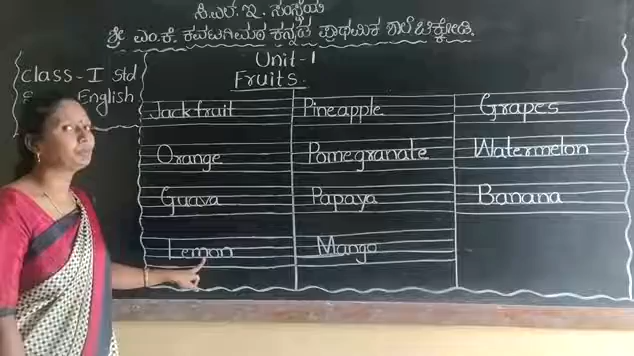 ಸಿ.ಎಲ್.ಇ. ಸಂಸ್ಥೆಯ
ಶ್ರೀ ಎಂ.ಕೆ. ಕವಟಗಿಮಠ ಕನ್ನಡ ಪ್ರಾಥಮಿಕ ಶಾಲೆ ಚಿಕ್ಕೋಡಿ.
Class - I std
English
Unit-1
Fruits.
Jackfruit Pineapple Grapes
Orange Pomegranate Watermelon
Guava Papaya Banana
Lemon Mango